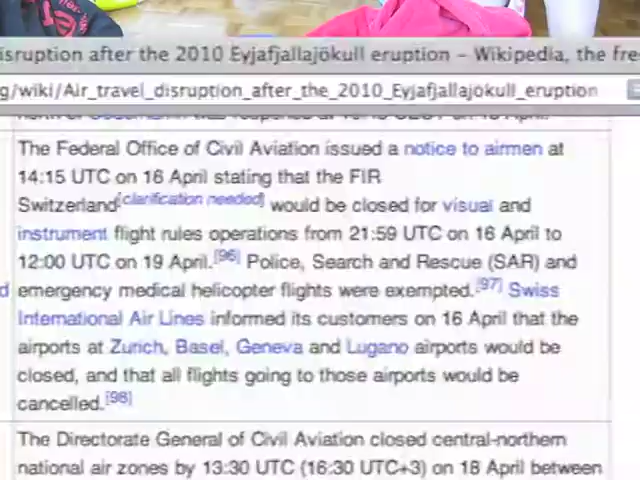 disruption after the 2010 Eyjafjallajökull eruption – Wikipedia, the fre
g/wiki/Air_travel_disruption_after_the_2010_Eyjafjallajokull_eruption
The Federal Office of Civil Aviation issued a notice to airmen at
14:15 UTC on 16 April stating that the FIR
Switzerland[clarification needed] would be closed for visual and
instrument flight rules operations from 21:59 UTC on 16 April to
12:00 UTC on 19 April.[96] Police, Search and Rescue (SAR) and
d emergency medical helicopter flights were exempted.[97] Swiss
International Air Lines informed its customers on 16 April that the
airports at Zurich, Basel, Geneva and Lugano airports would be
closed, and that all flights going to those airports would be
cancelled.[98]
The Directorate General of Civil Aviation closed central-northern
national air zones by 13:30 UTC (16:30 UTC+3) on 18 April between